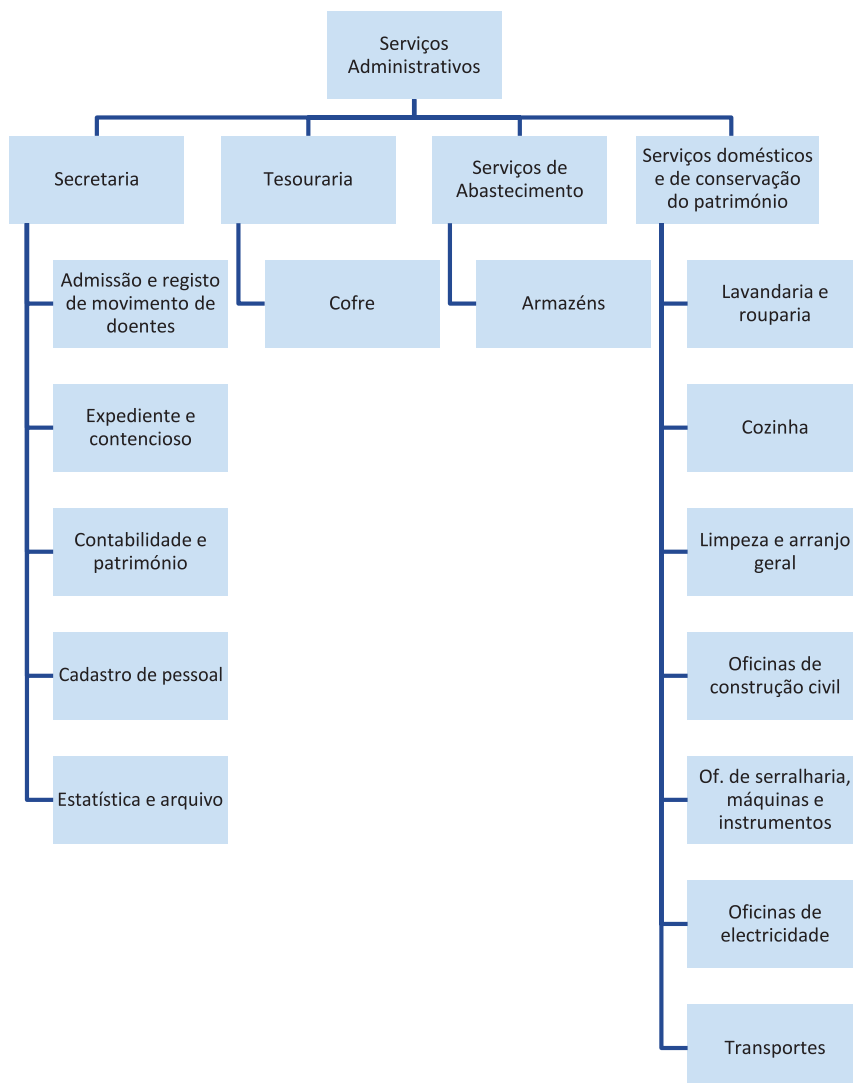 Serviços
Administrativos
Secretaria
Tesouraria
Serviços de
Abastecimento
Serviços domésticos
e de conservação
do património
Admissão e registo
de movimento de
doentes
Cofre
Armazéns
Lavandaria e
rouparia
Expediente e
contencioso
Cozinha
Contabilidade e
património
Limpeza e arranjo
geral
Cadastro de pessoal
Oficinas de
construção civil
Estatística e arquivo
Of. de serralharia,
máquinas e
instrumentos
Oficinas de
electricidade
Transportes